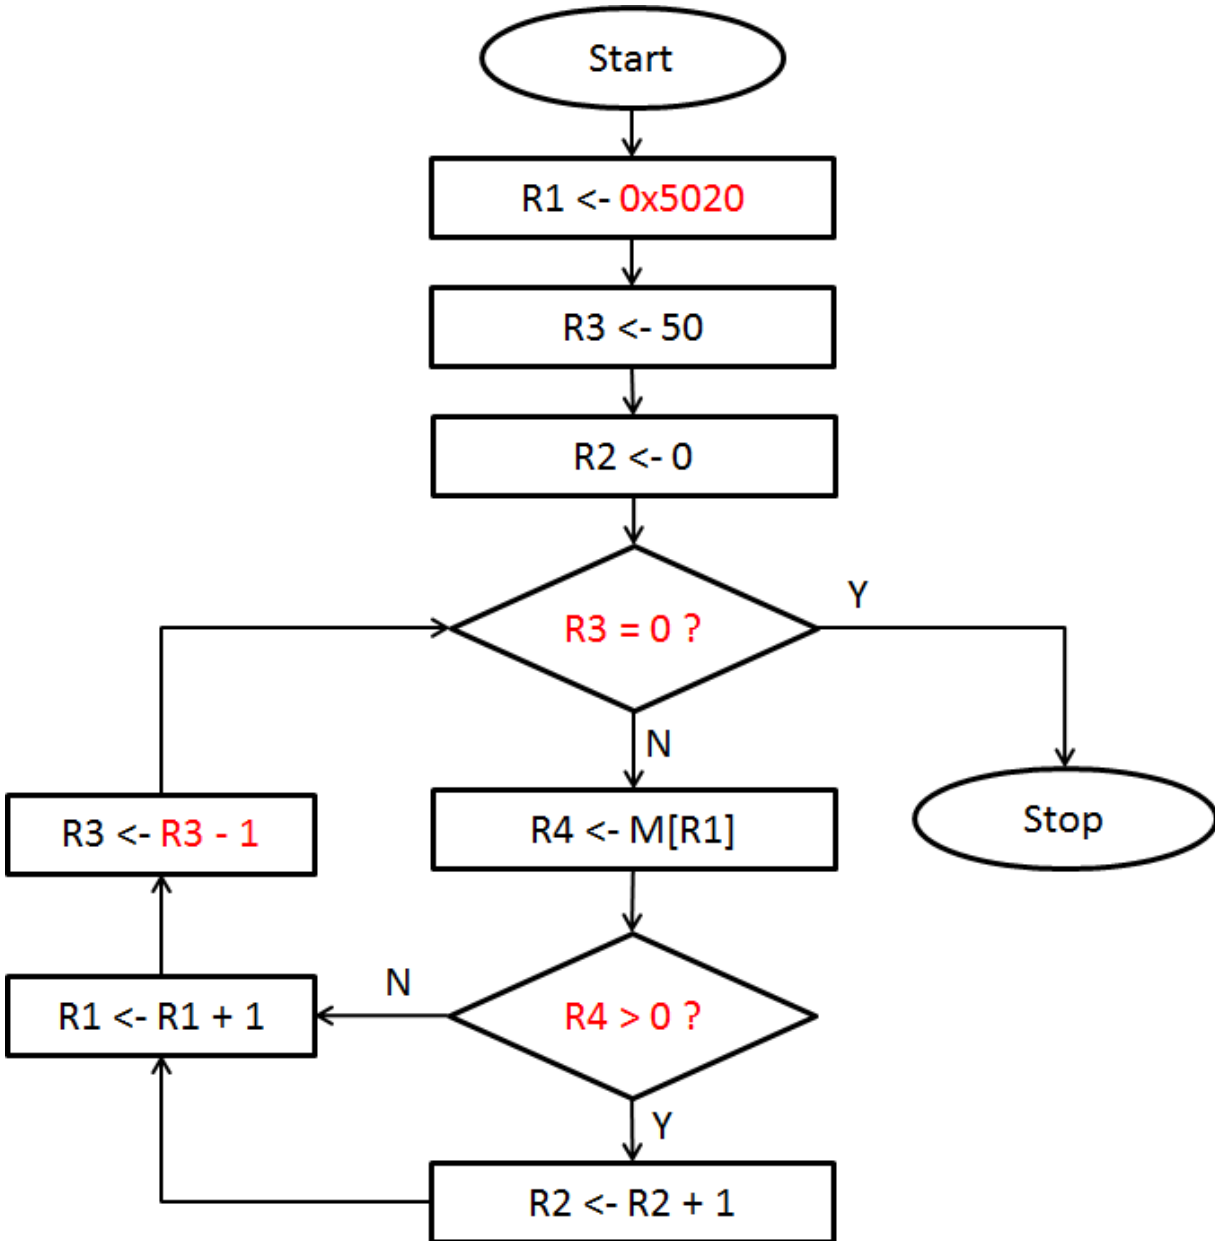 Start
R1 <- 0x5020
R3 <- 50
R2 <- 0
R3 = 0 ?
Y
N
R4 <- M[R1]
Stop
R3 <- R3 - 1
R4 > 0 ?
N
R1 <- R1 + 1
Y
R2 <- R2 + 1